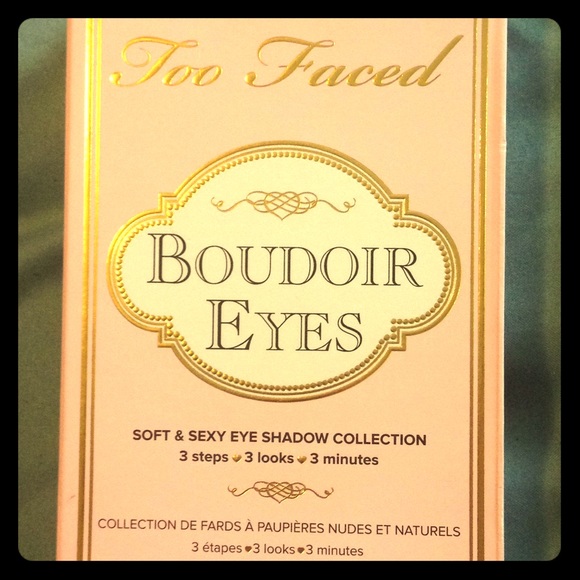 Too Faced
BOUDOIR
EYES
SOFT & SEXY EYE SHADOW COLLECTION
3 steps 3 looks 3 minutes
COLLECTION DE FARDS À PAUPIÈRES NUDES ET NATURELS
3 étapes 3 looks 3 minutes